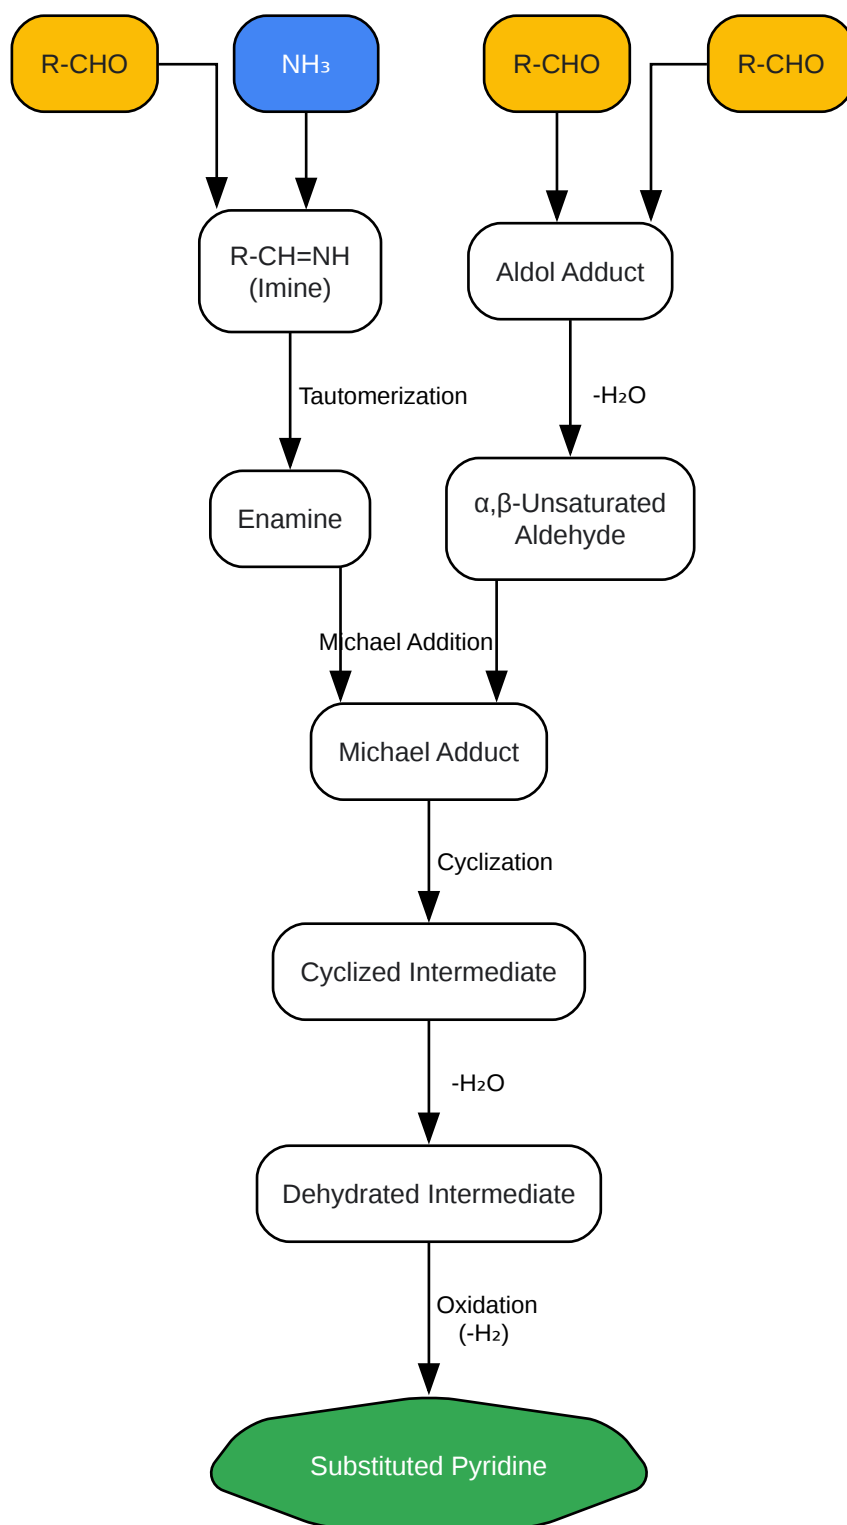 R-CHO
NH₃
R-CHO
R-CHO
R-CH=NH
(Imine)
Aldol Adduct
Tautomerization
-H₂O
Enamine
α,β-Unsaturated
Aldehyde
Michael Addition
Michael Adduct
Cyclization
Cyclized Intermediate
-H₂O
Dehydrated Intermediate
Oxidation
(-H₂)
Substituted Pyridine